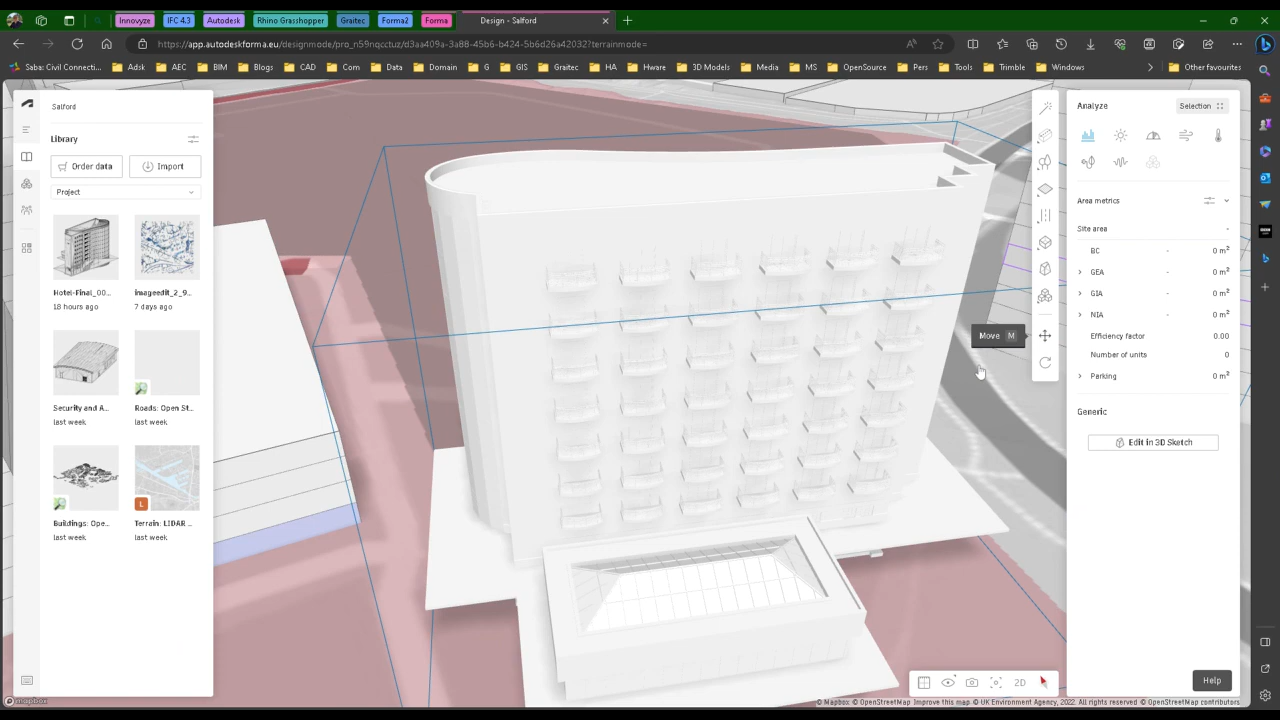 Innovyze
IFC 4.3
Autodesk
Rhino Grasshopper
Graitec
Forma2
Forma
Design - Salford
https://app.autodeskforma.eu/designmode/pro_n59nqcctuz/d3aa409a-3a88-45b6-b424-5b6d26a42032?terrainmode=
Saba: Civil Connecti...
Adsk
AEC
BIM
Blogs
CAD
Com
Data
Domain
G
GIS
Graitec
HA
Hware
3D Models
Media
MS
OpenSource
Pers
Tools
Trimble
Windows
Other favourites
Salford
Library
Order data
Import
Project
Hotel-Final_00...
18 hours ago
imageedit_2_9...
7 days ago
Security and A...
last week
Roads: Open St...
last week
Buildings: Ope...
last week
L
Terrain: LIDAR ...
last week
Move M
Analyze
Selection
Area metrics
Site area -
BC - 0 m²
GEA - 0 m²
GIA - 0 m²
NIA - 0 m²
Efficiency factor 0.00
Number of units 0
Parking 0 m²
Generic
Edit in 3D Sketch
2D
Help
mapbox
© Mapbox © OpenStreetMap Improve this map © UK Environment Agency, 2022. All rights reserved © OpenStreetMap contributors